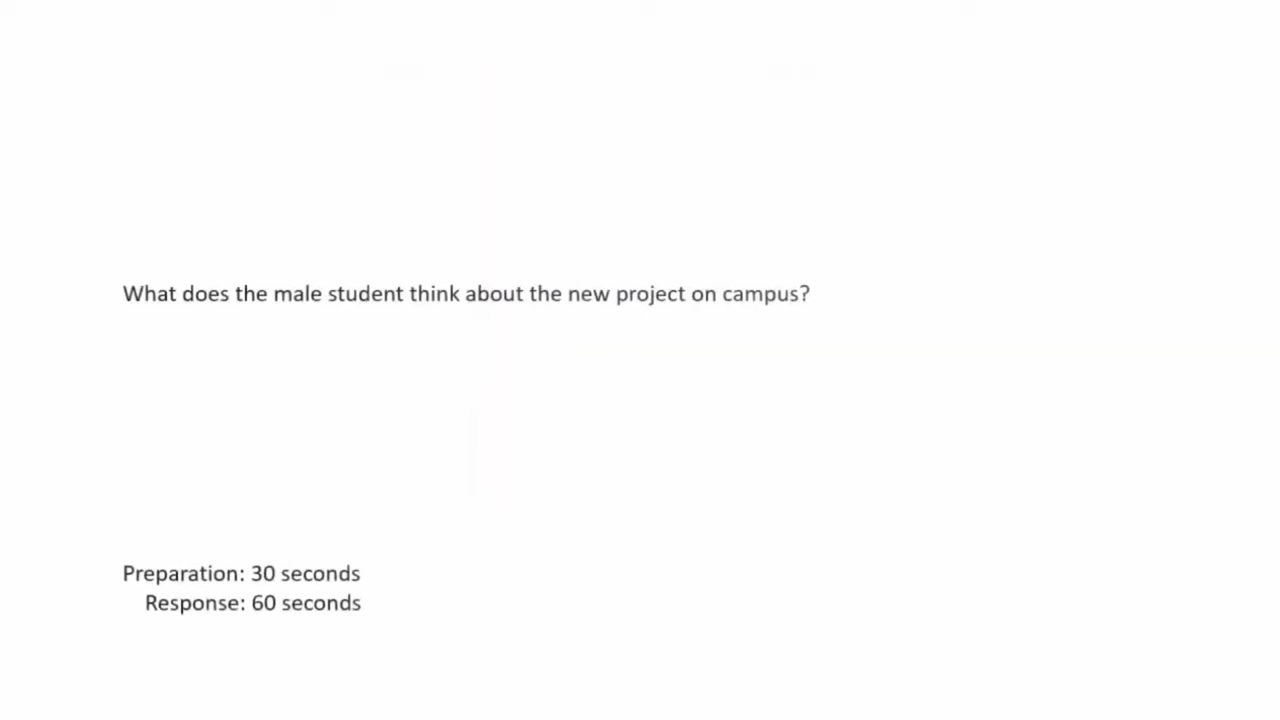 What does the male student think about the new project on campus?
Preparation: 30 seconds
Response: 60 seconds